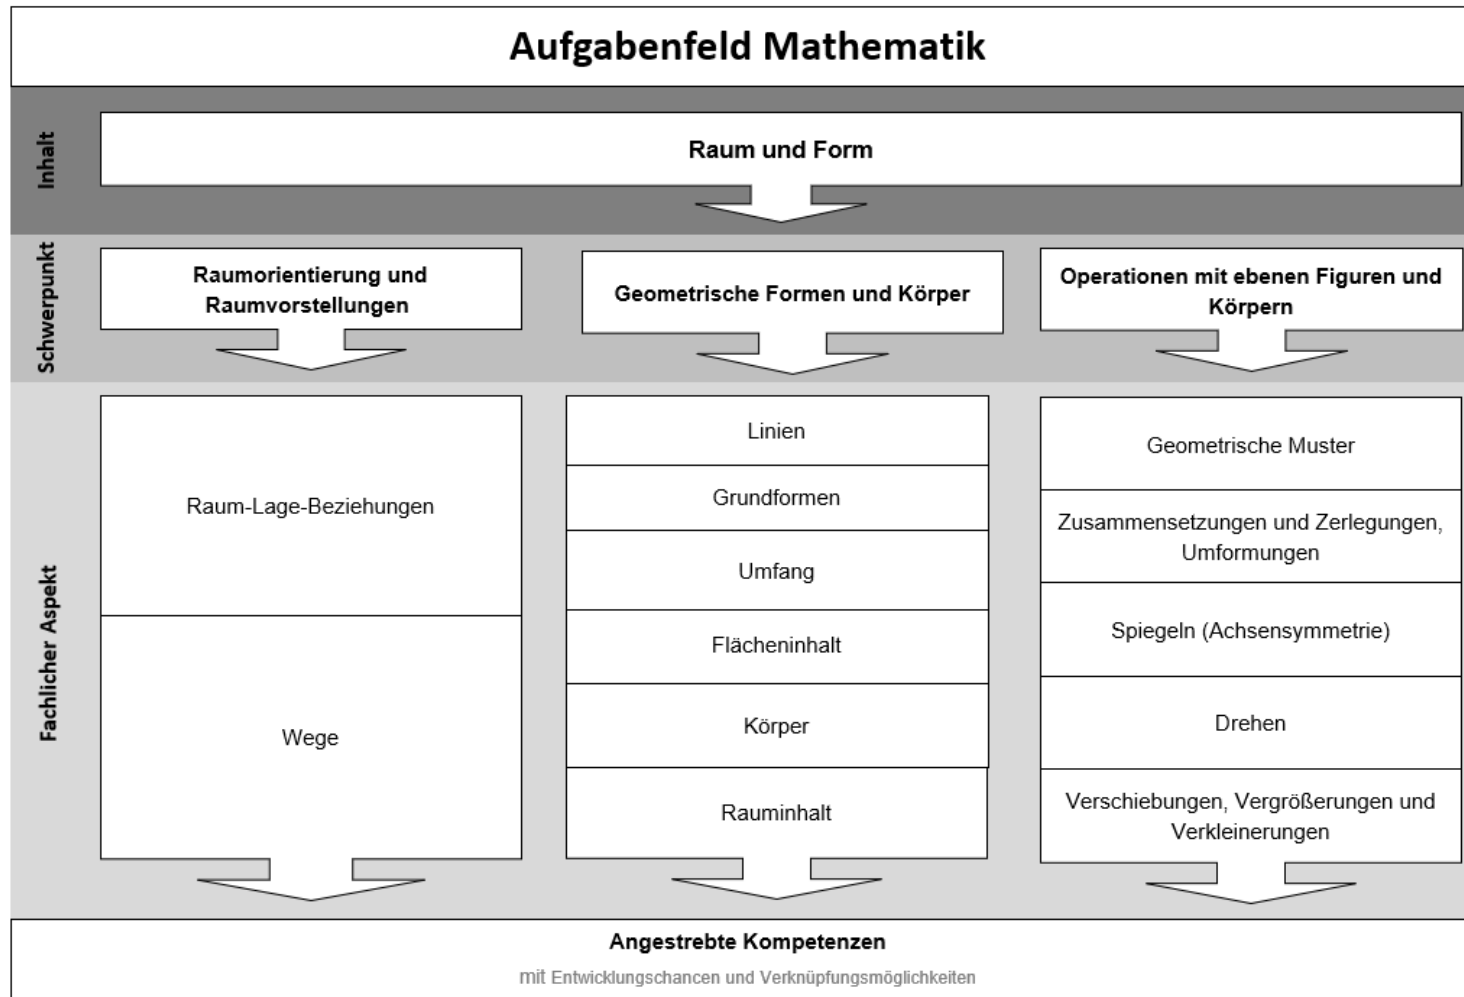 Aufgabenfeld Mathematik
Inhalt
Raum und Form
Schwerpunkt
Raumorientierung und
Raumvorstellungen
Geometrische Formen und Körper
Operationen mit ebenen Figuren und
Körpern
Fachlicher Aspekt
Raum-Lage-Beziehungen
Wege
Linien
Grundformen
Umfang
Flächeninhalt
Körper
Rauminhalt
Geometrische Muster
Zusammensetzungen und Zerlegungen,
Umformungen
Spiegeln (Achsensymmetrie)
Drehen
Verschiebungen, Vergrößerungen und
Verkleinerungen
Angestrebte Kompetenzen
mit Entwicklungschancen und Verknüpfungsmöglichkeiten